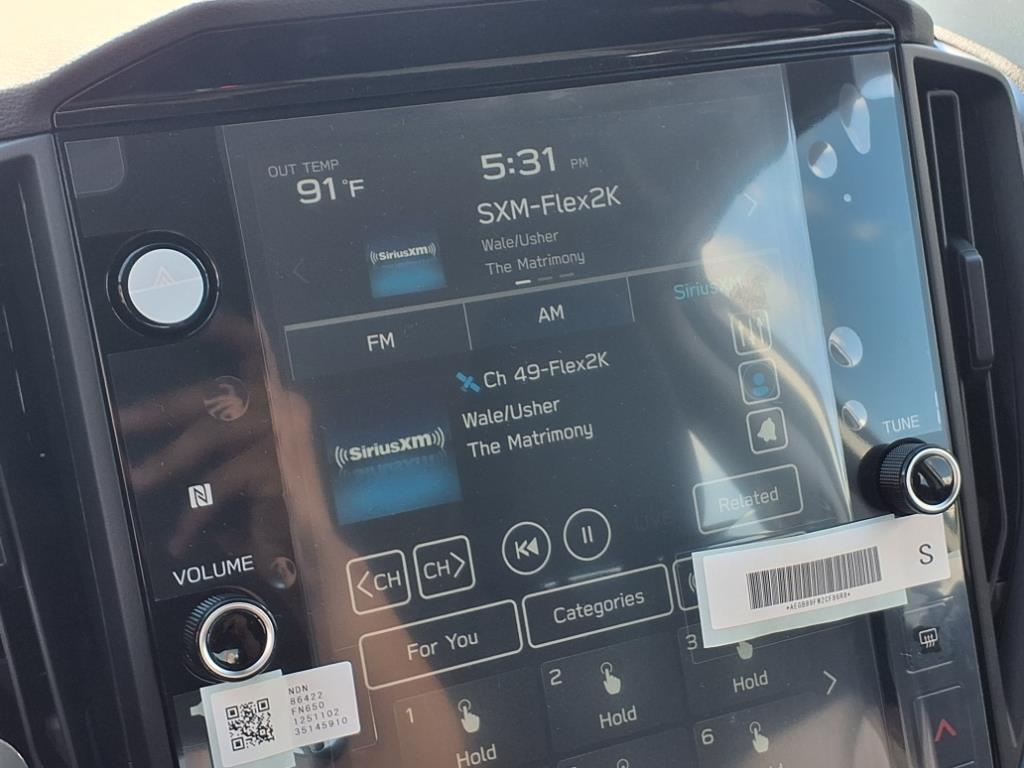 OUT TEMP
91°F
5:31 PM
SXM-Flex2K
Wale/Usher
The Matrimony
((SiriusXM))
FM
AM
SiriusXM
Ch 49-Flex2K
Wale/Usher
The Matrimony
((SiriusXM))
TUNE
Related
VOLUME
<CH
CH>
For You
Categories
S
NDN
86422
FN650
1251102
35145910
1
Hold
2
Hold
3
Hold
6